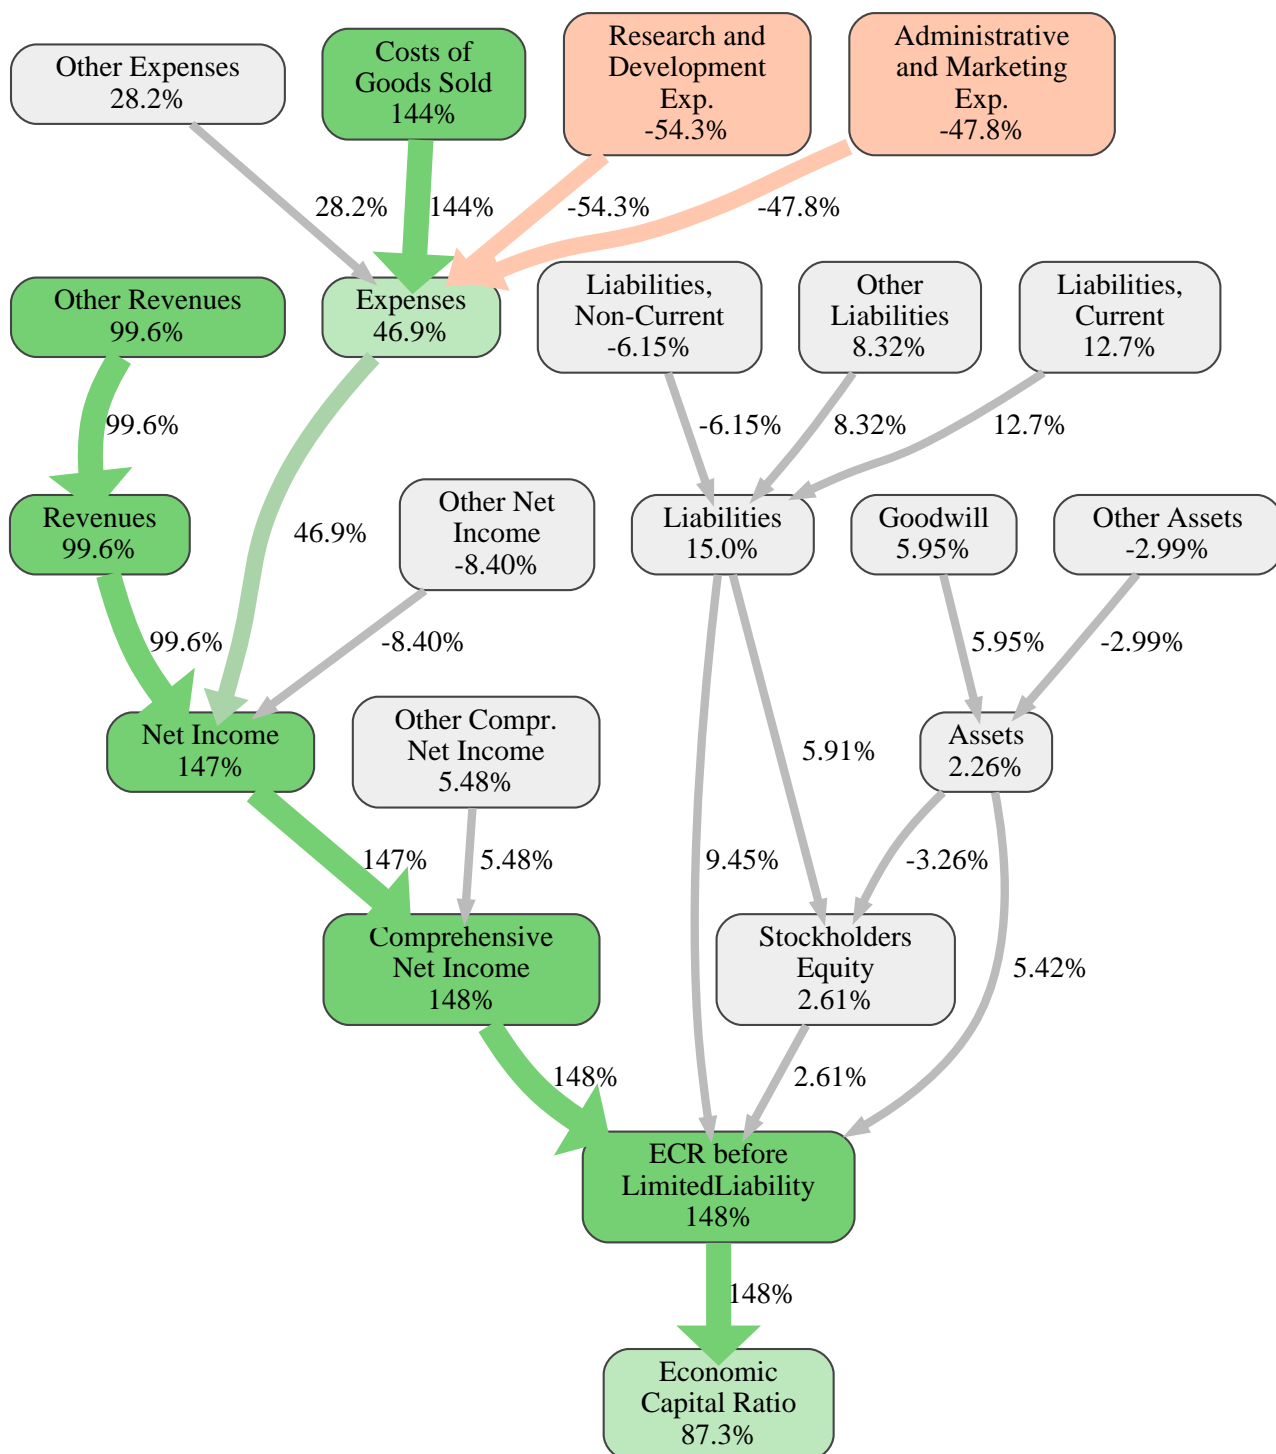 Other Expenses
28.2%
Costs of
Goods Sold
144%
Research and
Development
Exp.
-54.3%
Administrative
and Marketing
Exp.
-47.8%
28.2%
144%
-54.3%
-47.8%
Other Revenues
99.6%
Expenses
46.9%
Liabilities,
Non-Current
-6.15%
Other
Liabilities
8.32%
Liabilities,
Current
12.7%
99.6%
-6.15%
8.32%
12.7%
Revenues
99.6%
46.9%
Other Net
Income
-8.40%
Liabilities
15.0%
Goodwill
5.95%
Other Assets
-2.99%
99.6%
-8.40%
5.95%
-2.99%
Net Income
147%
Other Compr.
Net Income
5.48%
5.91%
Assets
2.26%
147%
5.48%
9.45%
-3.26%
Comprehensive
Net Income
148%
Stockholders
Equity
2.61%
5.42%
148%
2.61%
ECR before
LimitedLiability
148%
148%
Economic
Capital Ratio
87.3%